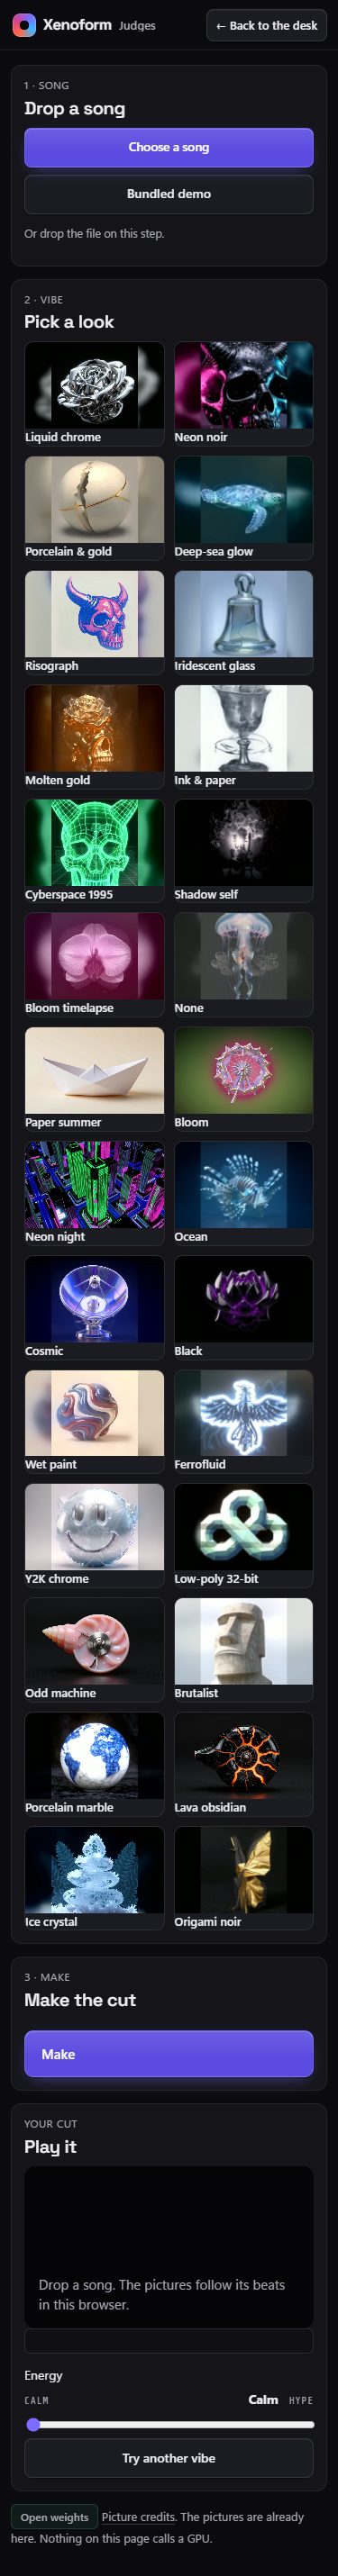 Xenoform Judges
← Back to the desk
1 · SONG
Drop a song
Choose a song
Bundled demo
Or drop the file on this step.
2 · VIBE
Pick a look
Liquid chrome
Neon noir
Porcelain & gold
Deep-sea glow
Risograph
Iridescent glass
Molten gold
Ink & paper
Cyberspace 1995
Shadow self
Bloom timelapse
None
Paper summer
Bloom
Neon night
Ocean
Cosmic
Black
Wet paint
Ferrofluid
Y2K chrome
Low-poly 32-bit
Odd machine
Brutalist
Porcelain marble
Lava obsidian
Ice crystal
Origami noir
3 · MAKE
Make the cut
Make
YOUR CUT
Play it
Drop a song. The pictures follow its beats
in this browser.
Energy
CALM
Calm HYPE
Try another vibe
Open weights Picture credits. The pictures are already
here. Nothing on this page calls a GPU.